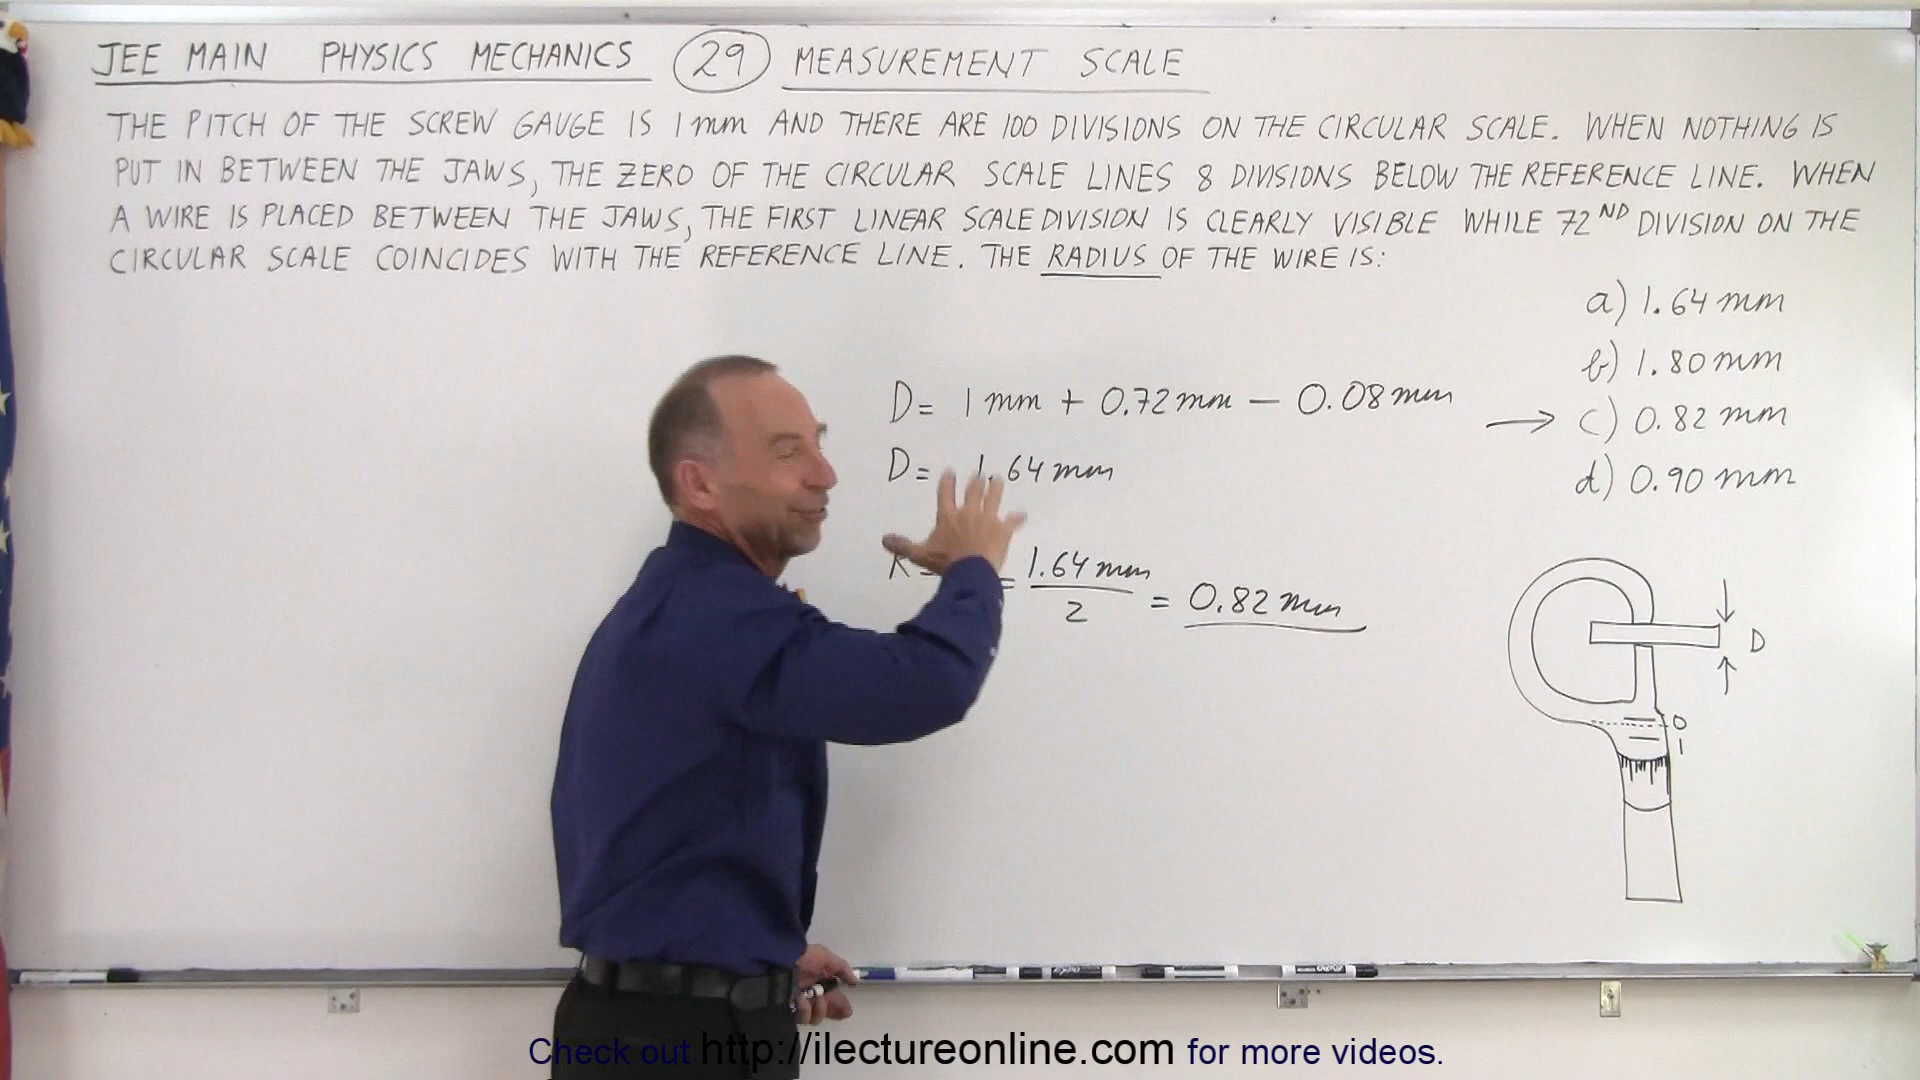 JEE MAIN PHYSICS MECHANICS 29 MEASUREMENT SCALE
THE PITCH OF THE SCREW GAUGE IS 1mm AND THERE ARE 100 DIVISIONS ON THE CIRCULAR SCALE. WHEN NOTHING IS
PUT IN BETWEEN THE JAWS, THE ZERO OF THE CIRCULAR SCALE LINES 8 DIVISIONS BELOW THE REFERENCE LINE. WHEN
A WIRE IS PLACED BETWEEN THE JAWS, THE FIRST LINEAR SCALE DIVISION IS CLEARLY VISIBLE WHILE 72ND DIVISION ON THE
CIRCULAR SCALE COINCIDES WITH THE REFERENCE LINE. THE RADIUS OF THE WIRE IS:
a) 1.64 mm
b) 1.80 mm
→ c) 0.82 mm
d) 0.90 mm
D = 1 mm + 0.72 mm − 0.08 mm
D = 1.64 mm
R = = 1.64 mm / 2 = 0.82 mm
D
0
1
Check out http://ilectureonline.com for more videos.